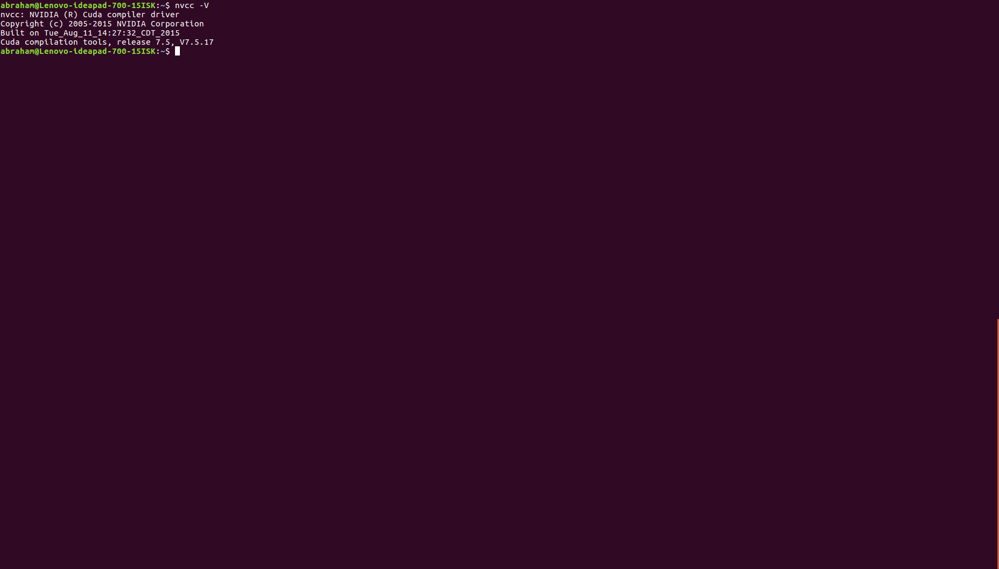 abraham@Lenovo-ideapad-700-15ISK:~$ nvcc -V
nvcc: NVIDIA (R) Cuda compiler driver
Copyright (c) 2005-2015 NVIDIA Corporation
Built on Tue_Aug_11_14:27:32_CDT_2015
Cuda compilation tools, release 7.5, V7.5.17
abraham@Lenovo-ideapad-700-15ISK:~$